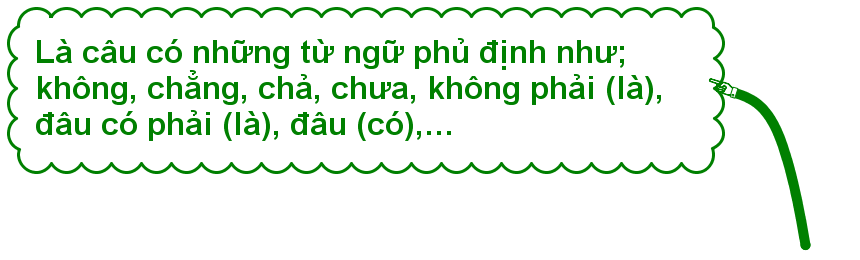 Là câu có những từ ngữ phủ định như;
không, chẳng, chả, chưa, không phải (là),
đâu có phải (là), đâu (có),...